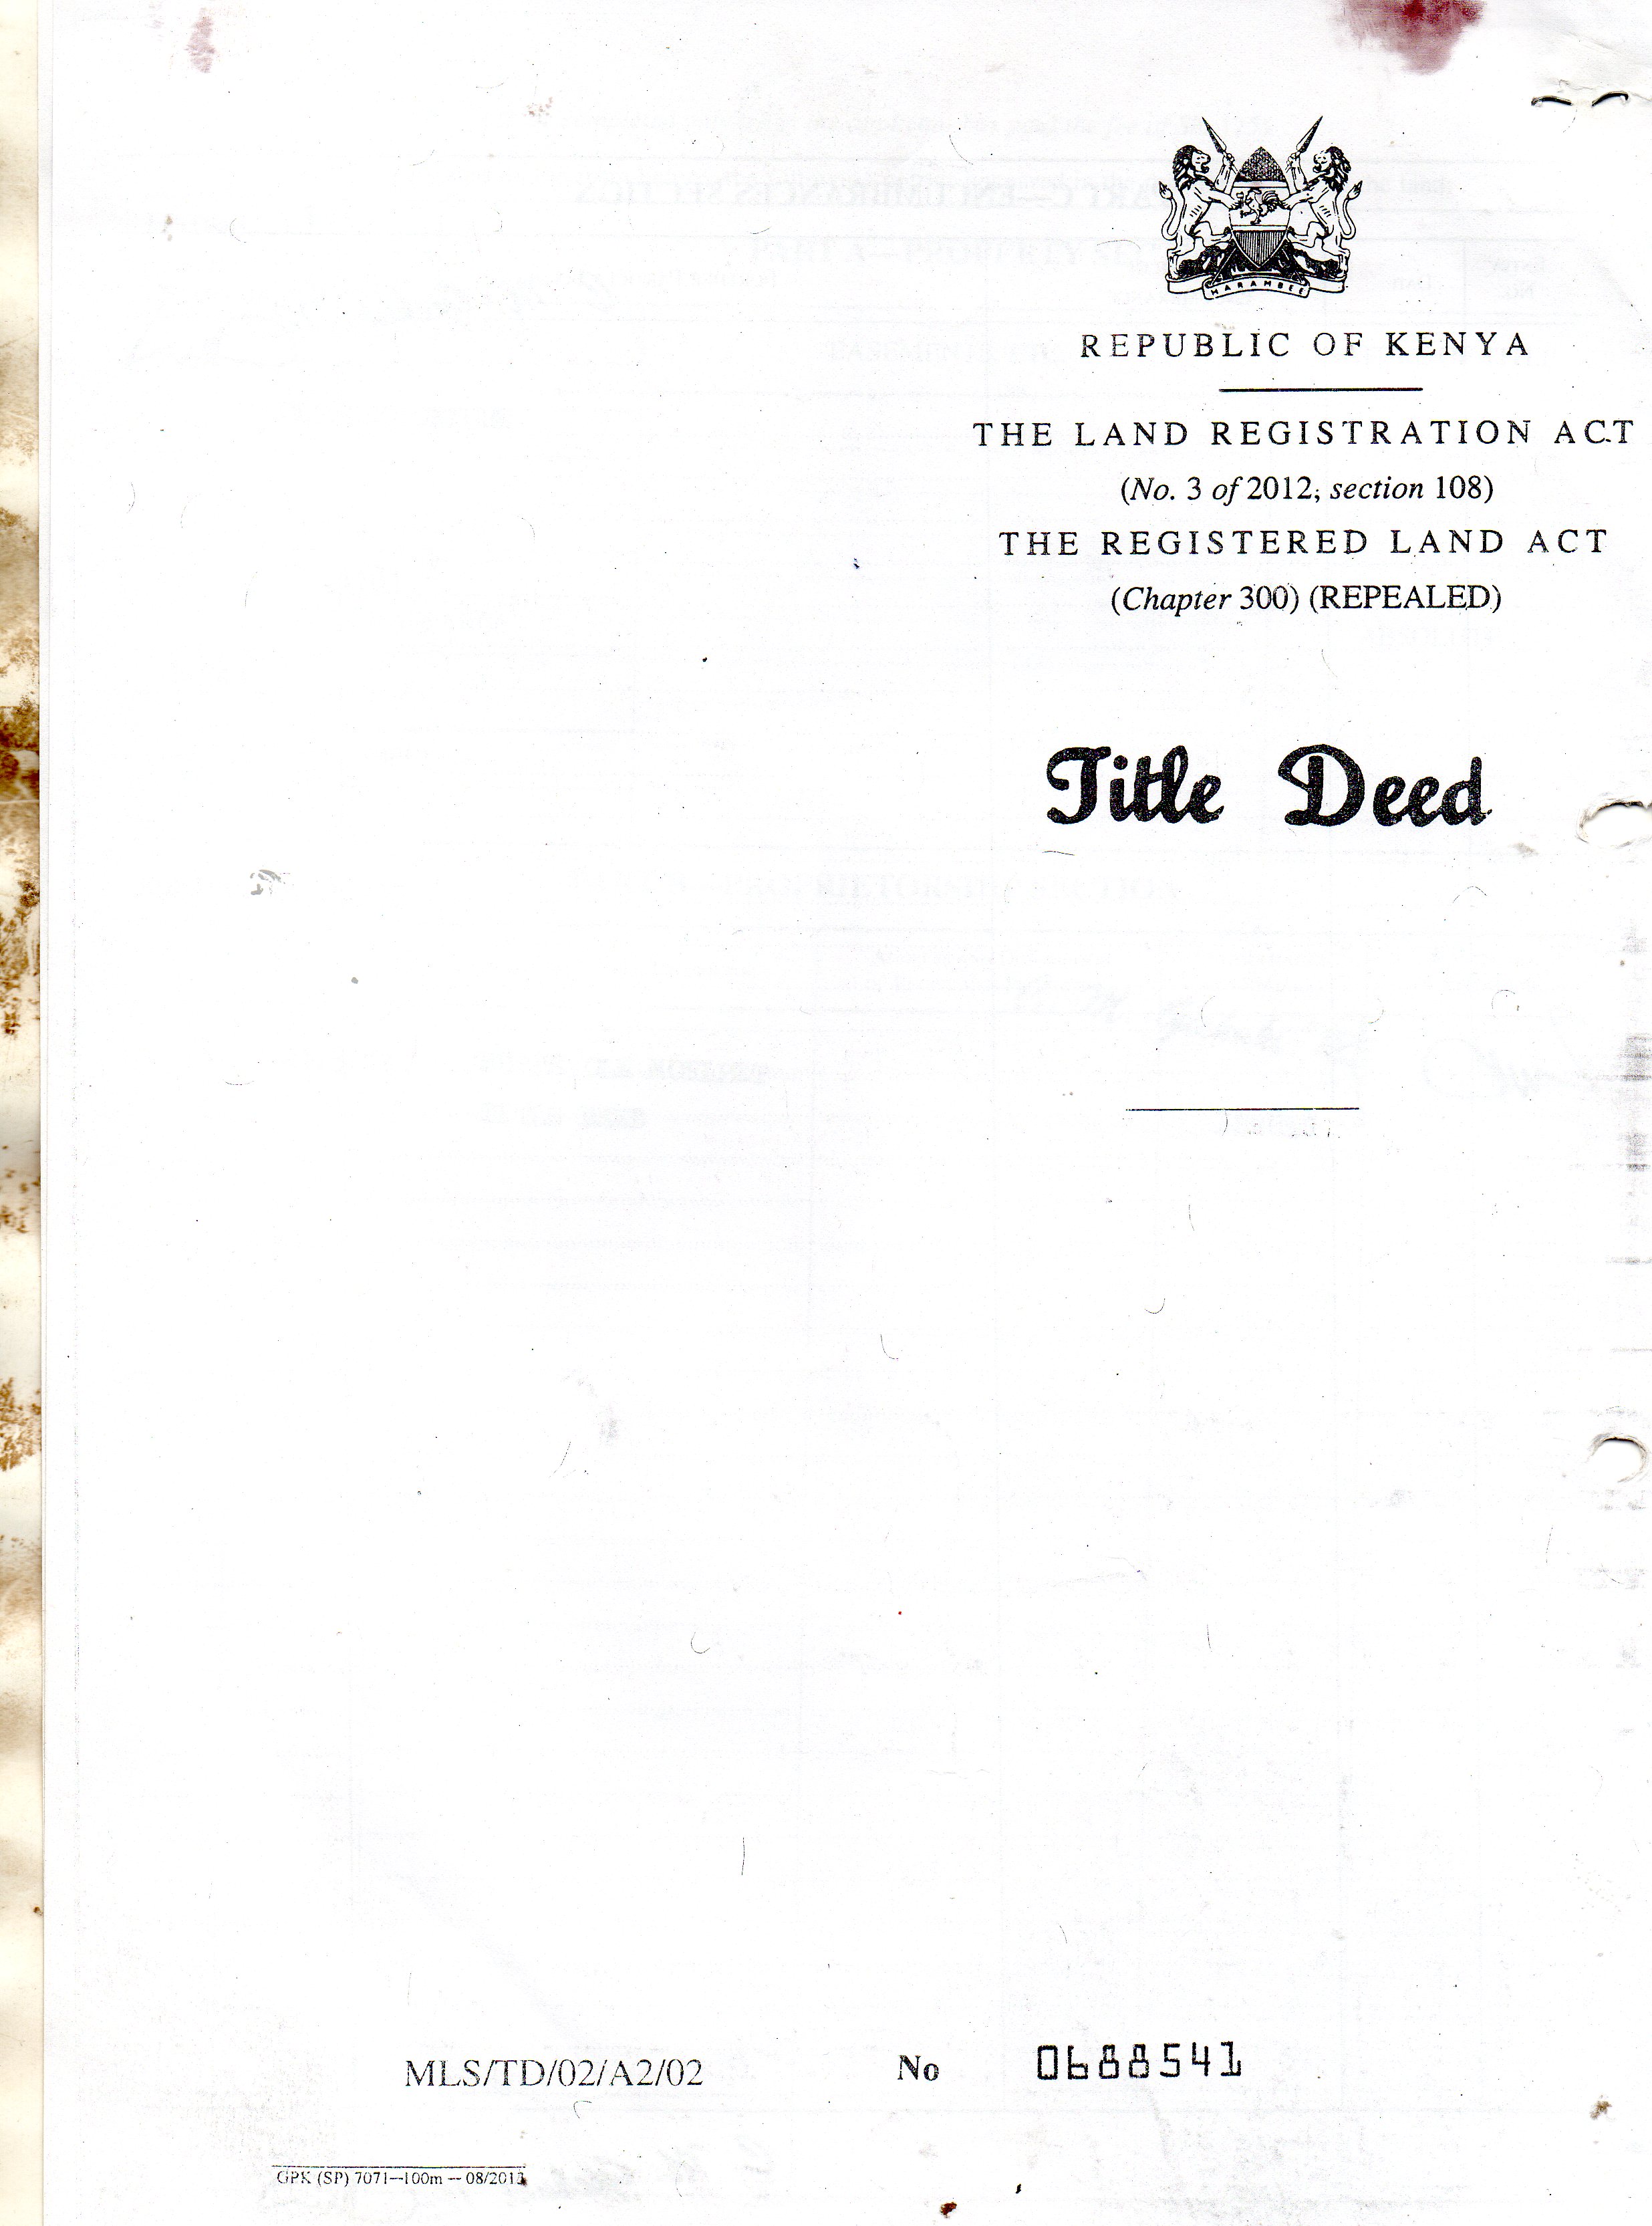 HARAMBEE
REPUBLIC OF KENYA
THE LAND REGISTRATION ACT
(No. 3 of 2012, section 108)
THE REGISTERED LAND ACT
(Chapter 300) (REPEALED)
Title Deed
MLS/TD/02/A2/02 No 0688541
GPK (SP) 7071—100m — 08/2013